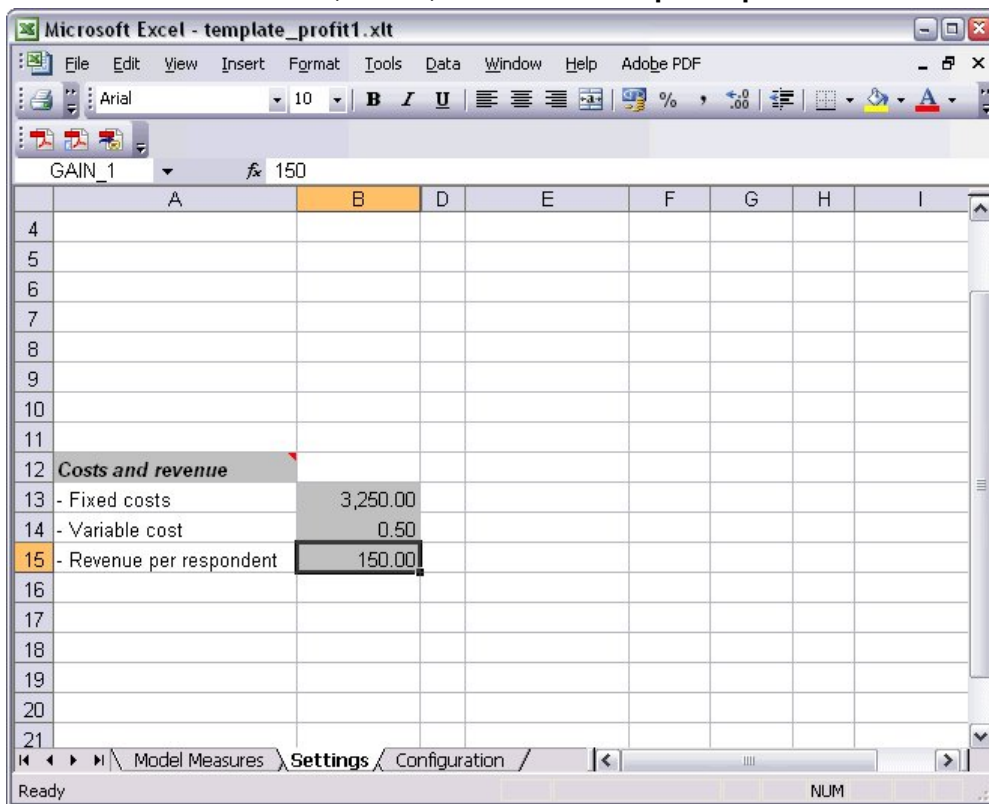 Microsoft Excel - template_profit1.xlt
File Edit View Insert Format Tools Data Window Help Adobe PDF
Arial 10 B I U % , A
GAIN_1 fx 150
A B D E F G H I
4
5
6
7
8
9
10
11
12 Costs and revenue
13 - Fixed costs 3,250.00
14 - Variable cost 0.50
15 - Revenue per respondent 150.00
16
17
18
19
20
21
Model Measures Settings Configuration
Ready NUM